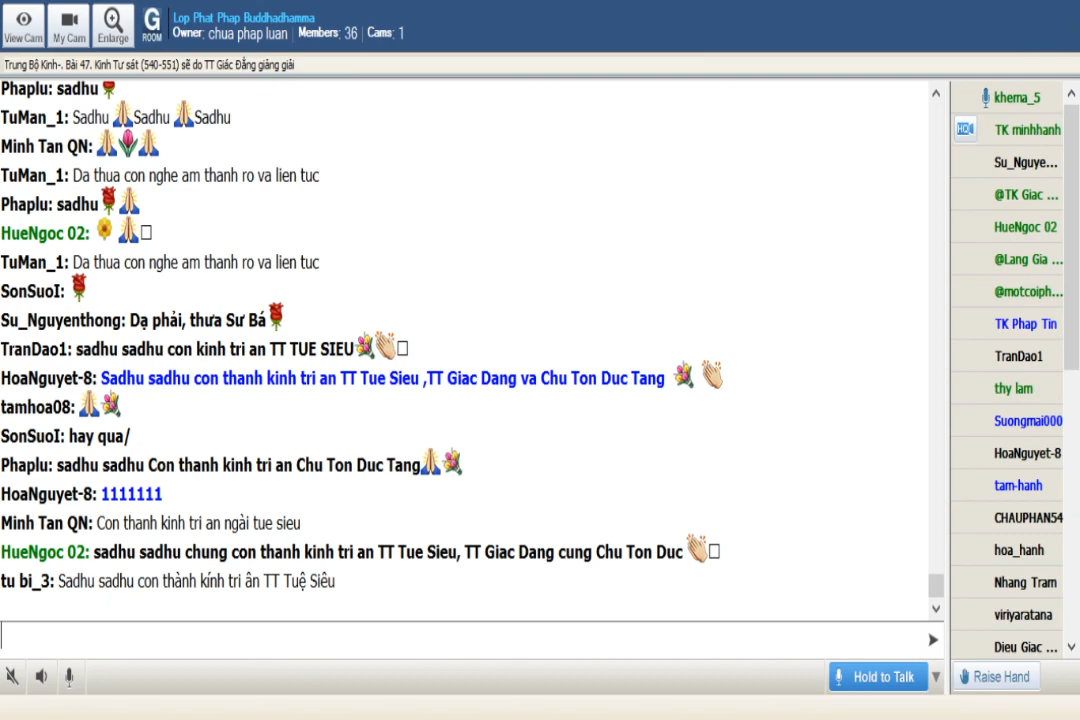 Lop Phat Phap Buddhadhamma
Owner: chua phap luan | Members: 36 | Cams: 1
View Cam
My Cam
Enlarge
G
ROOM
Trung Bộ Kinh-. Bài 47. Kinh Tư sát (540-551) sẽ do TT Giác Đẳng giảng giải
Phaplu: sadhu
TuMan_1: Sadhu Sadhu Sadhu
Minh Tan QN:
TuMan_1: Da thua con nghe am thanh ro va lien tuc
Phaplu: sadhu
HueNgoc 02:
TuMan_1: Da thua con nghe am thanh ro va lien tuc
SonSuoI:
Su_Nguyenthong: Dạ phải, thưa Sư Bá
TranDao1: sadhu sadhu con kinh tri an TT TUE SIEU
HoaNguyet-8: Sadhu sadhu con thanh kinh tri an TT Tue Sieu ,TT Giac Dang va Chu Ton Duc Tang
tamhoa08:
SonSuoI: hay qua/
Phaplu: sadhu sadhu Con thanh kinh tri an Chu Ton Duc Tang
HoaNguyet-8: 1111111
Minh Tan QN: Con thanh kinh tri an ngài tue sieu
HueNgoc 02: sadhu sadhu chung con thanh kinh tri an TT Tue Sieu, TT Giac Dang cung Chu Ton Duc
tu bi_3: Sadhu sadhu con thành kính tri ân TT Tuệ Siêu
khema_5
HQ
TK minhhanh
Su_Nguye...
@TK Giac ...
HueNgoc 02
@Lang Gia ...
@motcoiph...
TK Phap Tin
TranDao1
thy lam
Suongmai000
HoaNguyet-8
tam-hanh
CHAUPHAN54
hoa_hanh
Nhang Tram
viriyaratana
Dieu Giac ...
Hold to Talk
Raise Hand